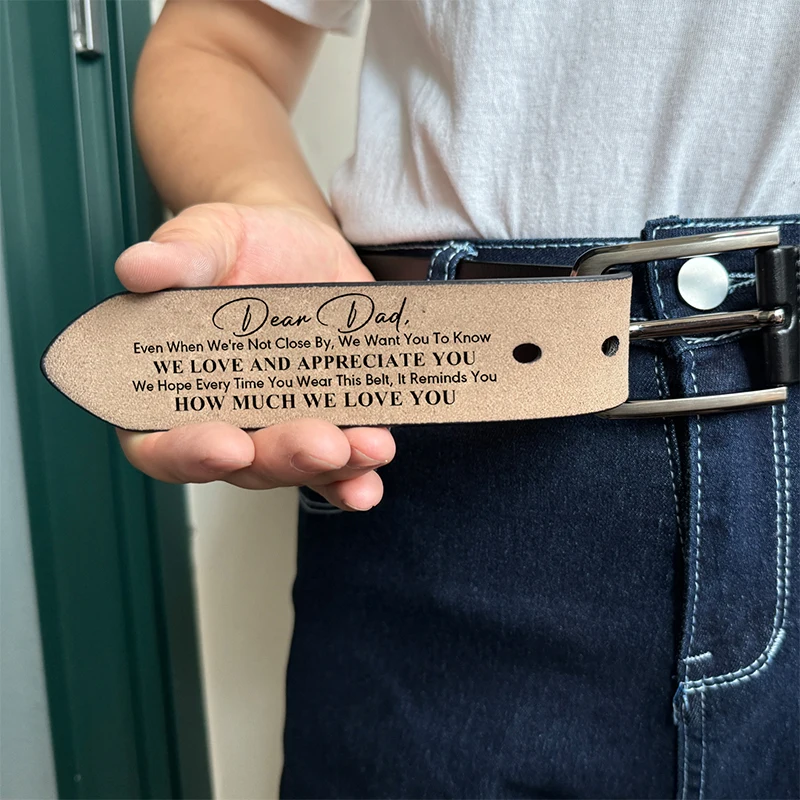 Dear Dad,
Even When We're Not Close By, We Want You To Know
WE LOVE AND APPRECIATE YOU
We Hope Every Time You Wear This Belt, It Reminds You
HOW MUCH WE LOVE YOU